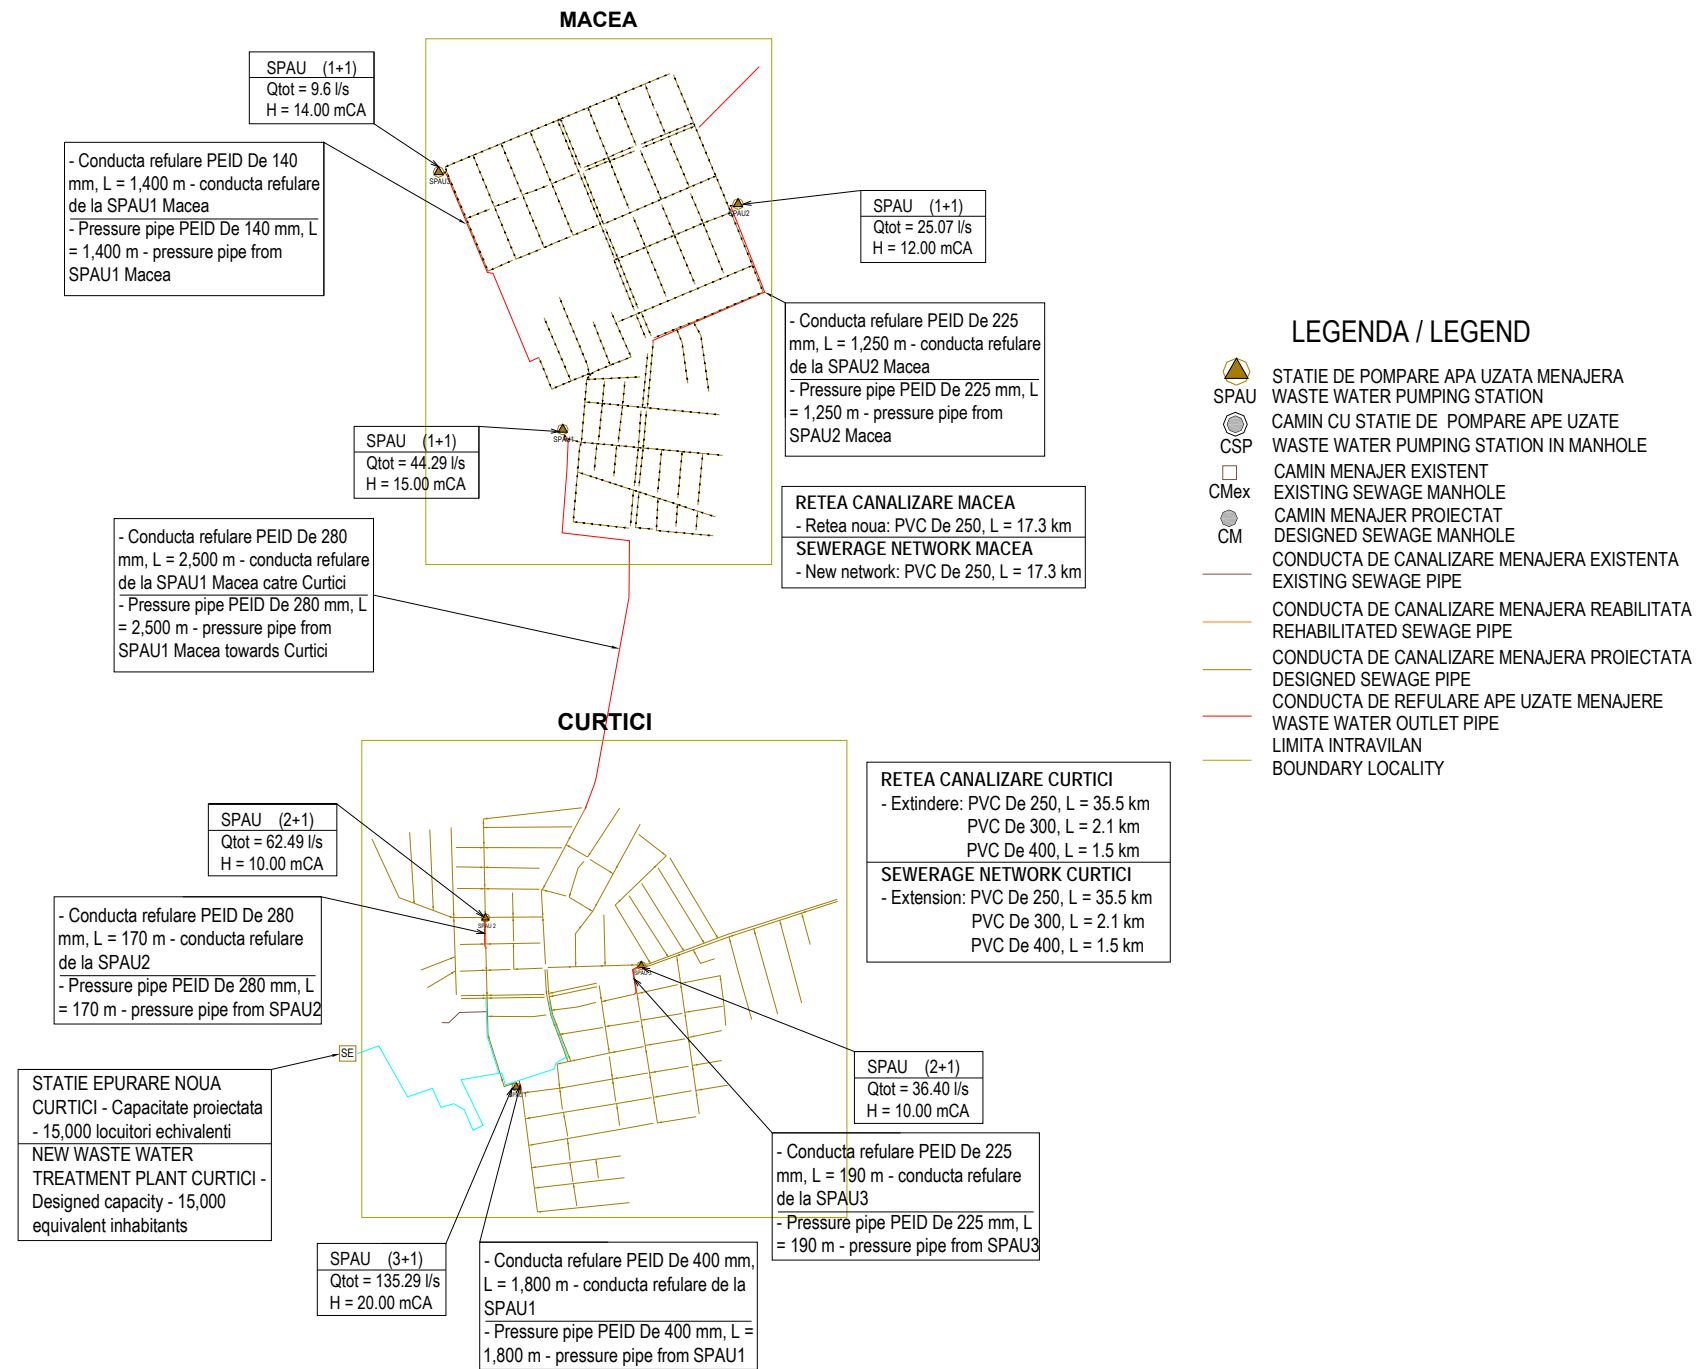 MACEA
SPAU (1+1)
Qtot = 9.6 l/s
H = 14.00 mCA
- Conducta refulare PEID De 140
mm, L = 1,400 m - conducta refulare
de la SPAU1 Macea
- Pressure pipe PEID De 140 mm, L
= 1,400 m - pressure pipe from
SPAU1 Macea
SPAU3
SPAU2
SPAU (1+1)
Qtot = 25.07 l/s
H = 12.00 mCA
- Conducta refulare PEID De 225
mm, L = 1,250 m - conducta refulare
de la SPAU2 Macea
- Pressure pipe PEID De 225 mm, L
= 1,250 m - pressure pipe from
SPAU2 Macea
SPAU (1+1)
Qtot = 44.29 l/s
H = 15.00 mCA
SPAU1
RETEA CANALIZARE MACEA
- Retea noua: PVC De 250, L = 17.3 km
SEWERAGE NETWORK MACEA
- New network: PVC De 250, L = 17.3 km
- Conducta refulare PEID De 280
mm, L = 2,500 m - conducta refulare
de la SPAU1 Macea catre Curtici
- Pressure pipe PEID De 280 mm, L
= 2,500 m - pressure pipe from
SPAU1 Macea towards Curtici
LEGENDA / LEGEND
SPAU
STATIE DE POMPARE APA UZATA MENAJERA
WASTE WATER PUMPING STATION
CSP
CAMIN CU STATIE DE POMPARE APE UZATE
WASTE WATER PUMPING STATION IN MANHOLE
CMex
CAMIN MENAJER EXISTENT
EXISTING SEWAGE MANHOLE
CM
CAMIN MENAJER PROIECTAT
DESIGNED SEWAGE MANHOLE
CONDUCTA DE CANALIZARE MENAJERA EXISTENTA
EXISTING SEWAGE PIPE
CONDUCTA DE CANALIZARE MENAJERA REABILITATA
REHABILITATED SEWAGE PIPE
CONDUCTA DE CANALIZARE MENAJERA PROIECTATA
DESIGNED SEWAGE PIPE
CONDUCTA DE REFULARE APE UZATE MENAJERE
WASTE WATER OUTLET PIPE
LIMITA INTRAVILAN
BOUNDARY LOCALITY
CURTICI
RETEA CANALIZARE CURTICI
- Extindere: PVC De 250, L = 35.5 km
PVC De 300, L = 2.1 km
PVC De 400, L = 1.5 km
SEWERAGE NETWORK CURTICI
- Extension: PVC De 250, L = 35.5 km
PVC De 300, L = 2.1 km
PVC De 400, L = 1.5 km
SPAU (2+1)
Qtot = 62.49 l/s
H = 10.00 mCA
- Conducta refulare PEID De 280
mm, L = 170 m - conducta refulare
de la SPAU2
- Pressure pipe PEID De 280 mm, L
= 170 m - pressure pipe from SPAU2
SPAU 2
SPAU3
SE
STATIE EPURARE NOUA
CURTICI - Capacitate proiectata
- 15,000 locuitori echivalenti
NEW WASTE WATER
TREATMENT PLANT CURTICI -
Designed capacity - 15,000
equivalent inhabitants
SPAU 1
SPAU (2+1)
Qtot = 36.40 l/s
H = 10.00 mCA
- Conducta refulare PEID De 225
mm, L = 190 m - conducta refulare
de la SPAU3
- Pressure pipe PEID De 225 mm, L
= 190 m - pressure pipe from SPAU3
SPAU (3+1)
Qtot = 135.29 l/s
H = 20.00 mCA
- Conducta refulare PEID De 400 mm,
L = 1,800 m - conducta refulare de la
SPAU1
- Pressure pipe PEID De 400 mm, L =
1,800 m - pressure pipe from SPAU1